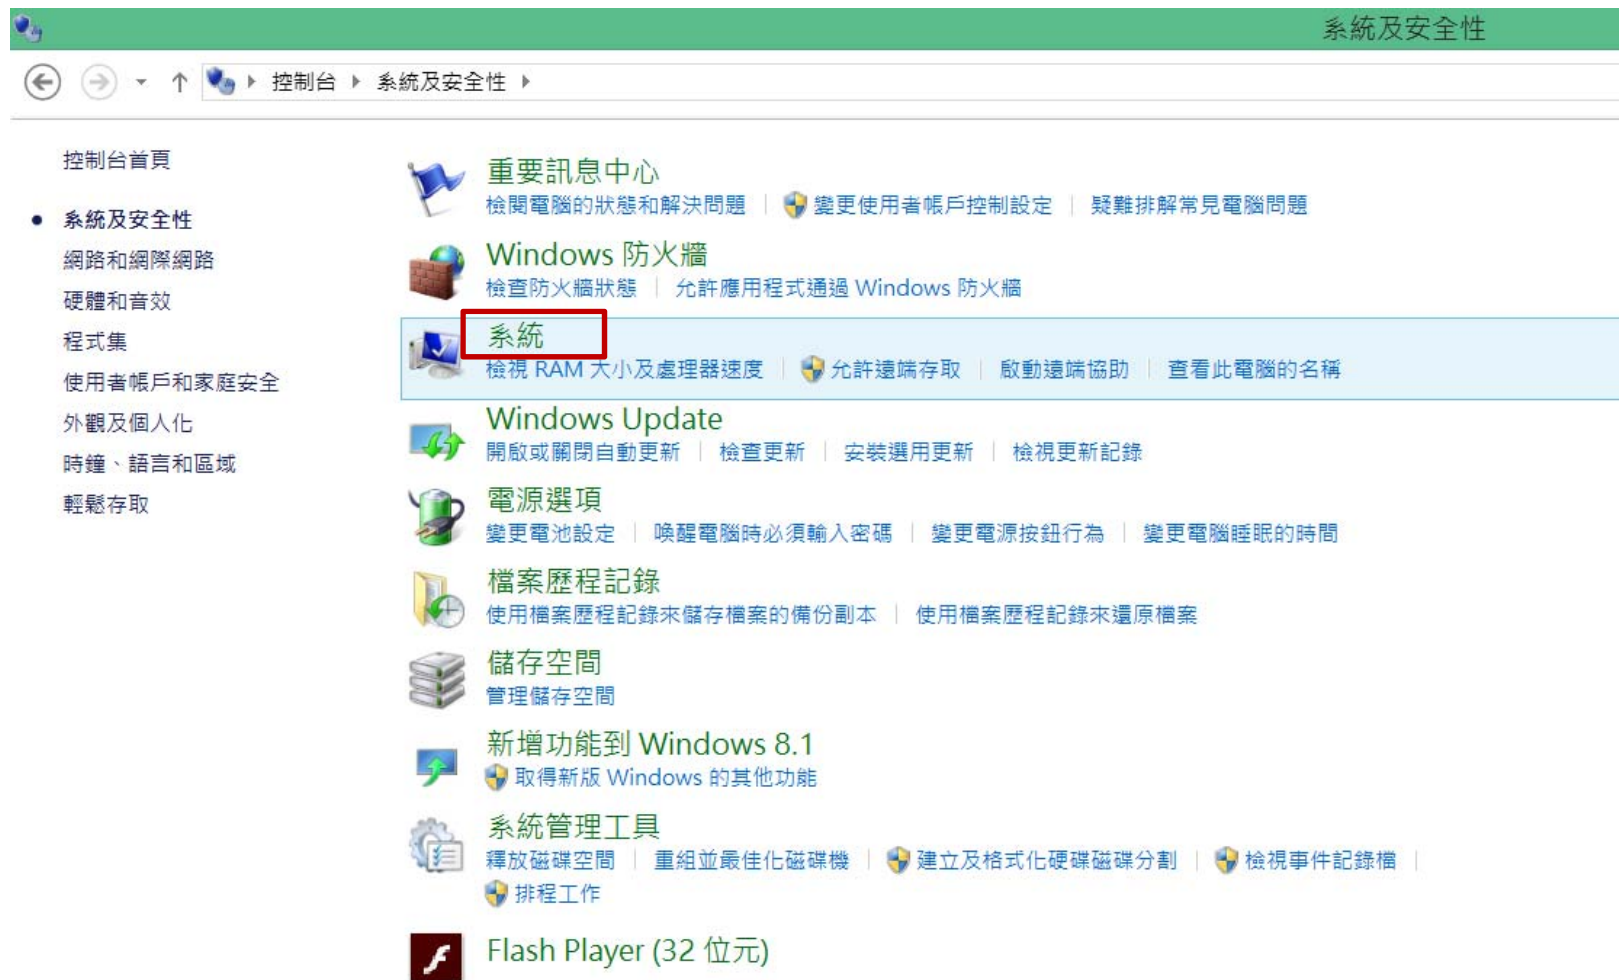 系統及安全性
控制台 系統及安全性
控制台首頁
系統及安全性
網路和網際網路
硬體和音效
程式集
使用者帳戶和家庭安全
外觀及個人化
時鐘、語言和區域
輕鬆存取
重要訊息中心
檢閱電腦的狀態和解決問題 變更使用者帳戶控制設定 疑難排解常見電腦問題
Windows 防火牆
檢查防火牆狀態 允許應用程式通過 Windows 防火牆
系統
檢視 RAM 大小及處理器速度 允許遠端存取 啟動遠端協助 查看此電腦的名稱
Windows Update
開啟或關閉自動更新 檢查更新 安裝選用更新 檢視更新記錄
電源選項
變更電池設定 喚醒電腦時必須輸入密碼 變更電源按鈕行為 變更電腦睡眠的時間
檔案歷程記錄
使用檔案歷程記錄來儲存檔案的備份副本 使用檔案歷程記錄來還原檔案
儲存空間
管理儲存空間
新增功能到 Windows 8.1
取得新版 Windows 的其他功能
系統管理工具
釋放磁碟空間 重組並最佳化磁碟機 建立及格式化硬碟磁碟分割 檢視事件記錄檔
排程工作
Flash Player (32 位元)